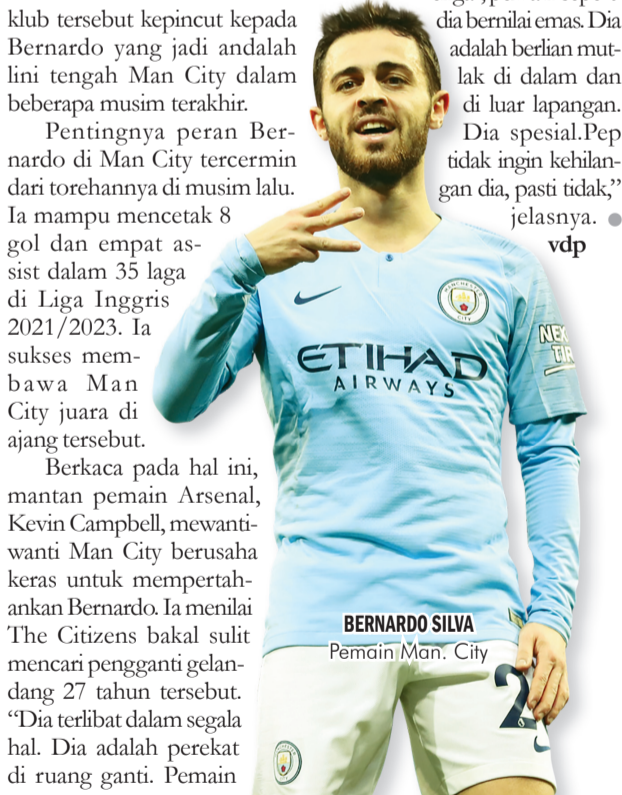 klub tersebut kepincut kepada
Bernardo yang jadi andalah
lini tengah Man City dalam
beberapa musim terakhir.
Pentingnya peran Ber-
nardo di Man City tercermin
dari torehannya di musim lalu.
Ia mampu mencetak 8
gol dan empat as-
sist dalam 35 laga
di Liga Inggris
2021/2023. Ia
sukses mem-
bawa Man
City juara di
ajang tersebut.
Berkaca pada hal ini,
mantan pemain Arsenal,
Kevin Campbell, mewanti-
wanti Man City berusaha
keras untuk mempertah-
ankan Bernardo. Ia menilai
The Citizens bakal sulit
mencari pengganti gelan-
dang 27 tahun tersebut.
“Dia terlibat dalam segala
hal. Dia adalah perekat
di ruang ganti. Pemain
dia bernilai emas. Dia
adalah berlian mut-
lak di dalam dan
di luar lapangan.
Dia spesial.Pep
tidak ingin kehilan-
gan dia, pasti tidak,”
jelasnya.
vdp
MANCHESTER
CITY
NEX
TIR
ETIHAD
AIRWAYS
BERNARDO SILVA
Pemain Man. City
2